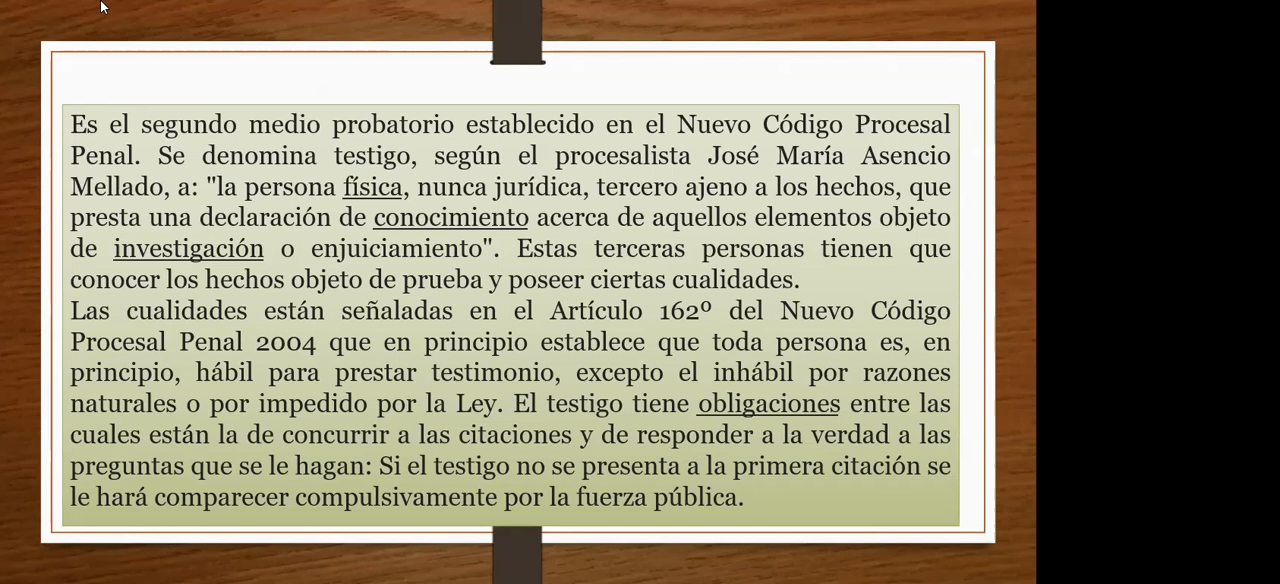 Es el segundo medio probatorio establecido en el Nuevo Código Procesal
Penal. Se denomina testigo, según el procesalista José María Asencio
Mellado, a: "la persona física, nunca jurídica, tercero ajeno a los hechos, que
presta una declaración de conocimiento acerca de aquellos elementos objeto
de investigación o enjuiciamiento". Estas terceras personas tienen que
conocer los hechos objeto de prueba y poseer ciertas cualidades.
Las cualidades están señaladas en el Artículo 162º del Nuevo Código
Procesal Penal 2004 que en principio establece que toda persona es, en
principio, hábil para prestar testimonio, excepto el inhábil por razones
naturales o por impedido por la Ley. El testigo tiene obligaciones entre las
cuales están la de concurrir a las citaciones y de responder a la verdad a las
preguntas que se le hagan: Si el testigo no se presenta a la primera citación se
le hará comparecer compulsivamente por la fuerza pública.